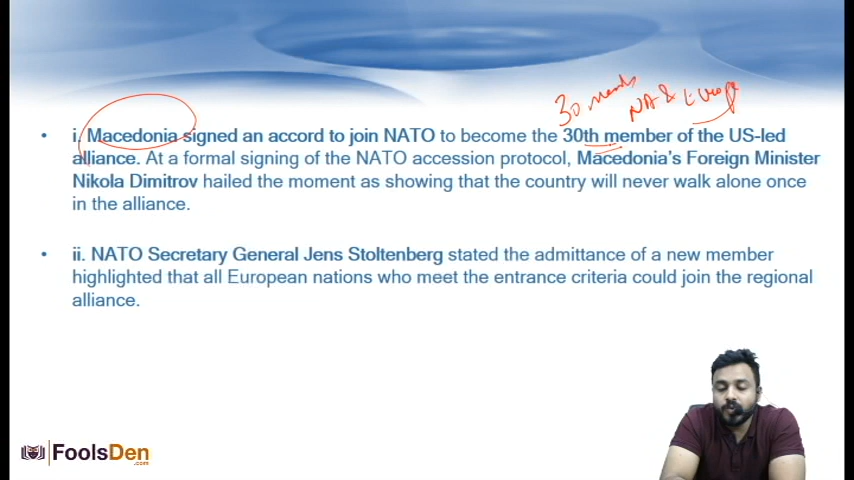 30 members
NA & Europe
i. Macedonia signed an accord to join NATO to become the 30th member of the US-led
alliance. At a formal signing of the NATO accession protocol, Macedonia's Foreign Minister
Nikola Dimitrov hailed the moment as showing that the country will never walk alone once
in the alliance.
ii. NATO Secretary General Jens Stoltenberg stated the admittance of a new member
highlighted that all European nations who meet the entrance criteria could join the regional
alliance.
FoolsDen
.com